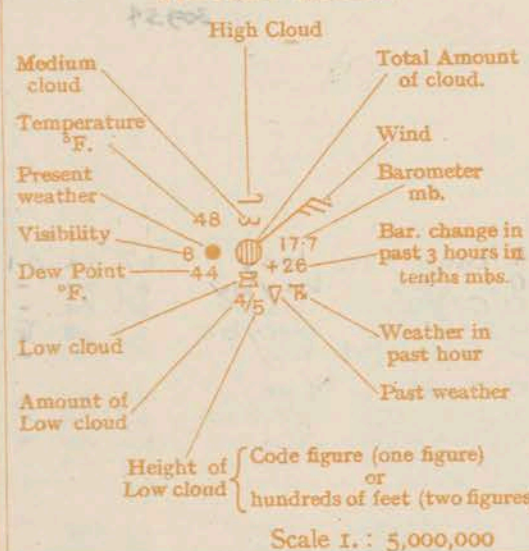 High Cloud
Medium
cloud
Total Amount
of cloud.
Temperature
°F.
Wind
Present
weather
Barometer
mb.
48
17.7
Visibility
8
Bar. change in
past 3 hours in
tenths mbs.
+26
Dew Point
°F.
44
4/5
Low cloud
Weather in
past hour
Amount of
Low cloud
Past weather
Height of
Low cloud
Code figure (one figure)
or
hundreds of feet (two figures
Scale 1. : 5,000,000